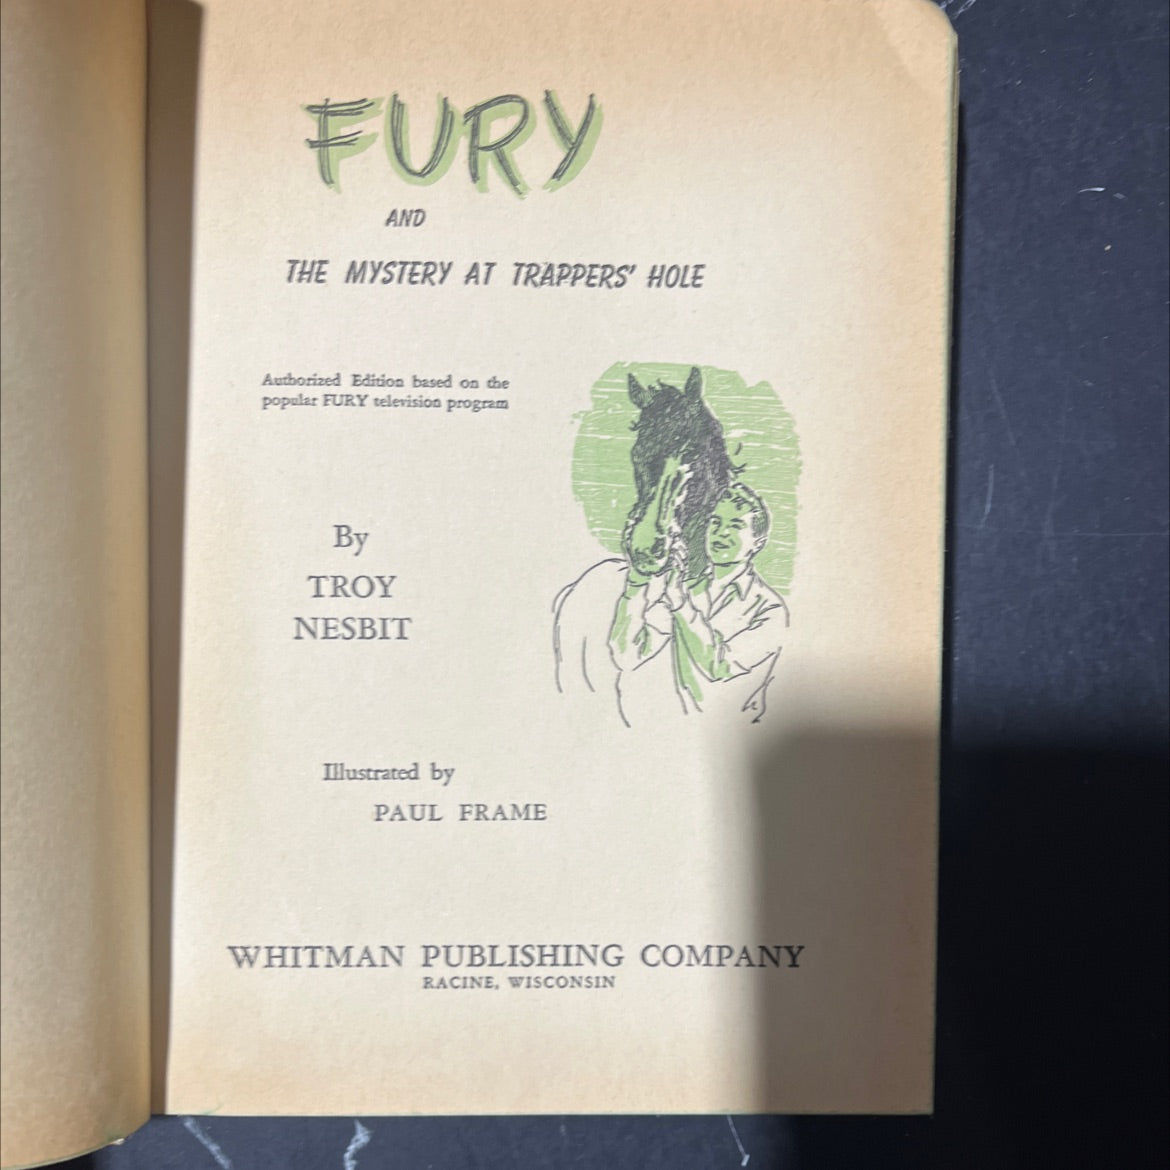 FURY
AND
THE MYSTERY AT TRAPPERS' HOLE
Authorized Edition based on the
popular FURY television program
By
TROY
NESBIT
Illustrated by
PAUL FRAME
WHITMAN PUBLISHING COMPANY
RACINE, WISCONSIN